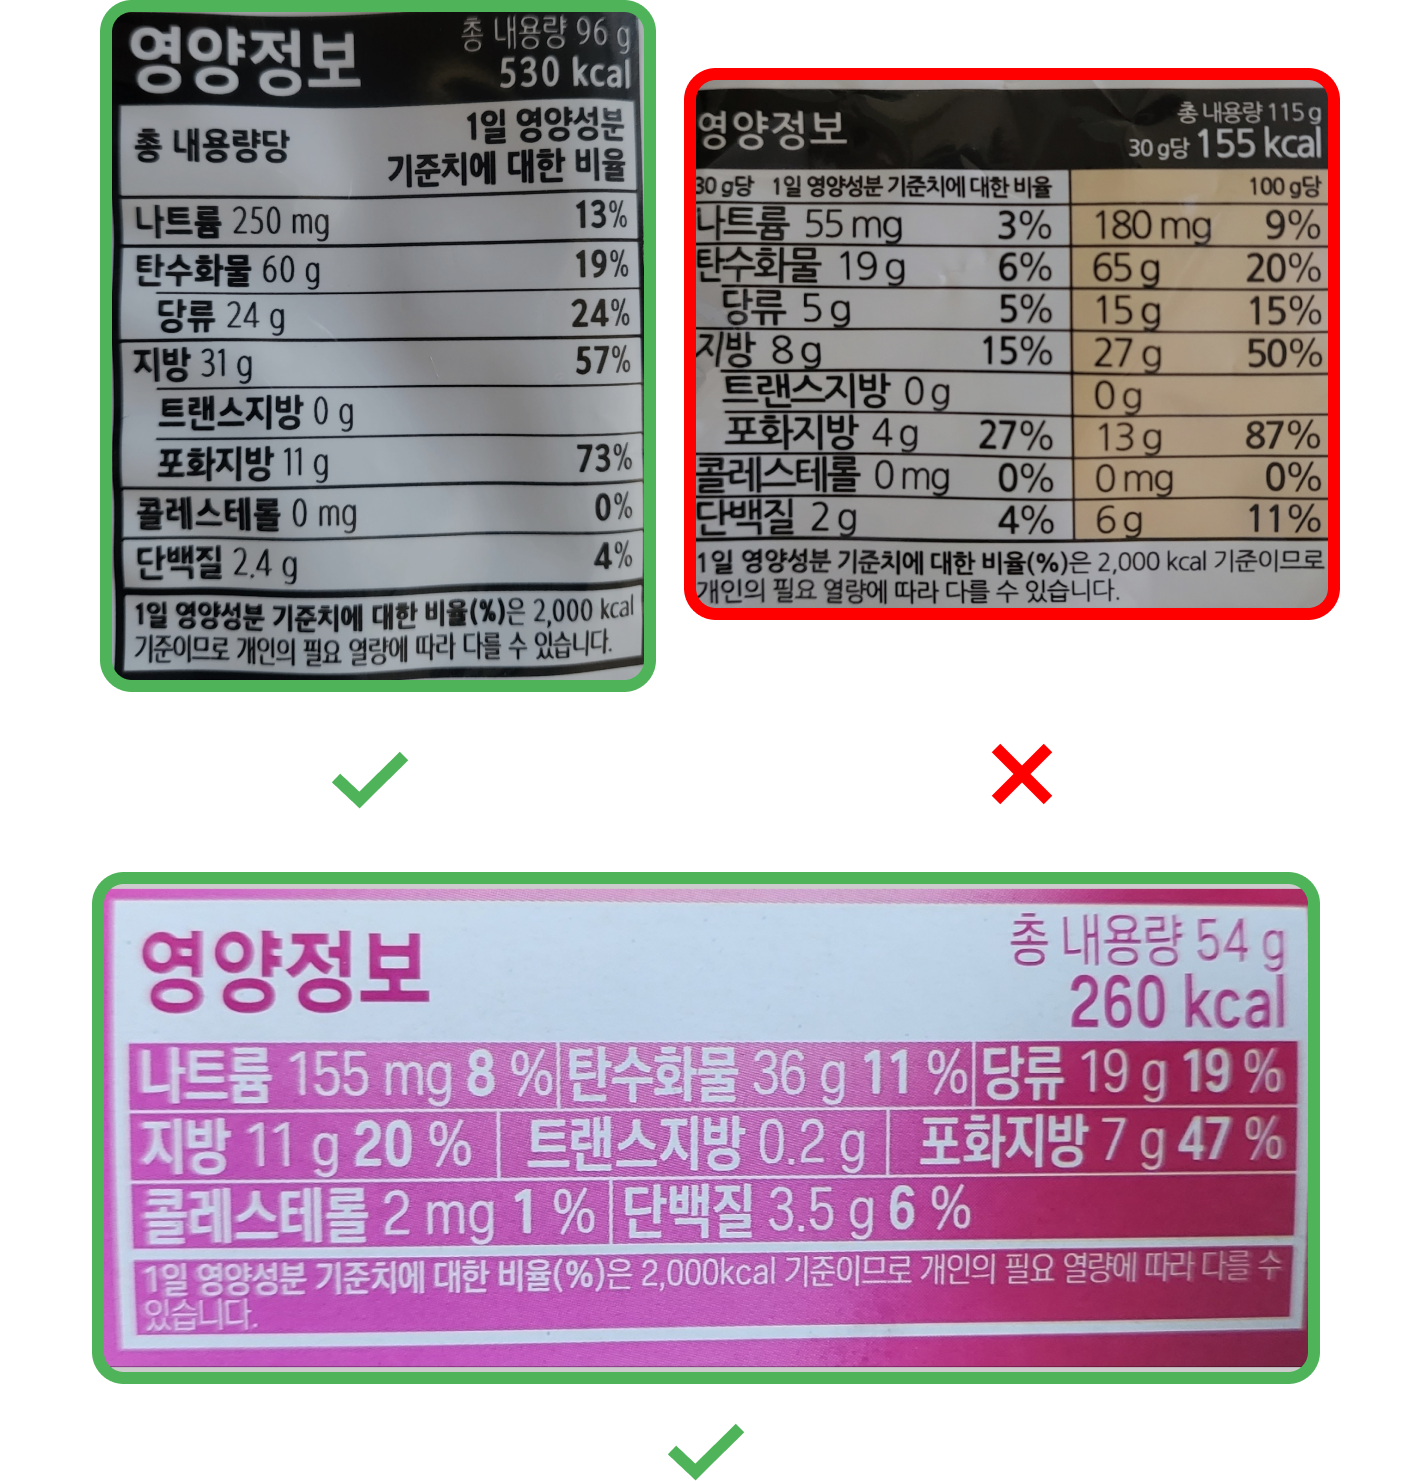 영양정보
총 내용량 96 g
530 kcal
총 내용량당
1일 영양성분
기준치에 대한 비율
나트륨 250 mg 13%
탄수화물 60 g 19%
당류 24 g 24%
지방 31 g 57%
트랜스지방 0 g
포화지방 11 g 73%
콜레스테롤 0 mg 0%
단백질 2.4 g 4%
1일 영양성분 기준치에 대한 비율(%)은 2,000 kcal
기준이므로 개인의 필요 열량에 따라 다를 수 있습니다.
영양정보
총 내용량 115 g
30 g당 155 kcal
30 g당 1일 영양성분 기준치에 대한 비율 100 g당
나트륨 55 mg 3% 180 mg 9%
탄수화물 19 g 6% 65 g 20%
당류 5 g 5% 15 g 15%
지방 8 g 15% 27 g 50%
트랜스지방 0 g 0 g
포화지방 4 g 27% 13 g 87%
콜레스테롤 0 mg 0% 0 mg 0%
단백질 2 g 4% 6 g 11%
1일 영양성분 기준치에 대한 비율(%)은 2,000 kcal 기준이므로
개인의 필요 열량에 따라 다를 수 있습니다.
영양정보
총 내용량 54 g
260 kcal
나트륨 155 mg 8 % 탄수화물 36 g 11 % 당류 19 g 19 %
지방 11 g 20 % 트랜스지방 0.2 g 포화지방 7 g 47 %
콜레스테롤 2 mg 1 % 단백질 3.5 g 6 %
1일 영양성분 기준치에 대한 비율(%)은 2,000kcal 기준이므로 개인의 필요 열량에 따라 다를 수
있습니다.